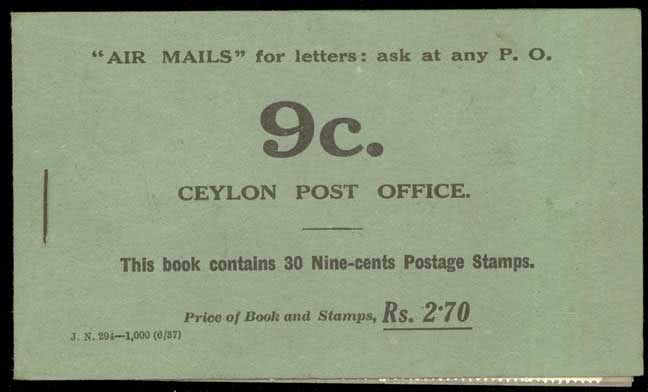 "AIR MAILS" for letters: ask at any P. O.
9c.
CEYLON POST OFFICE.
This book contains 30 Nine-cents Postage Stamps.
Price of Book and Stamps, Rs. 2·70
J. N. 294—1,000 (6/37)